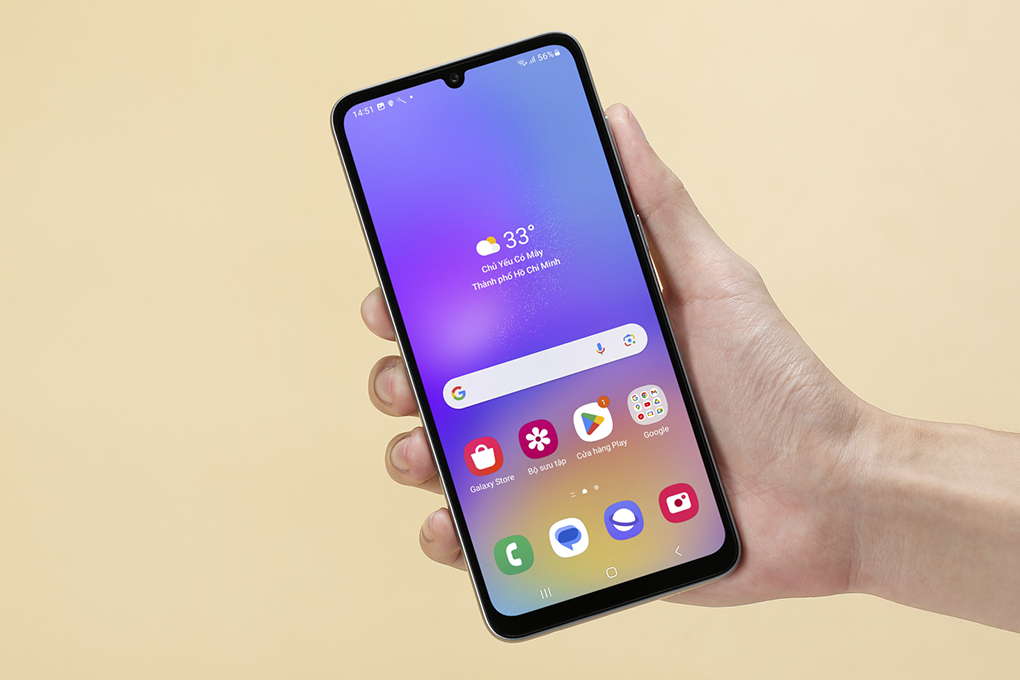 14:51
56%
33°
Chủ Yếu Có Mây
Thành phố Hồ Chí Minh
1
Galaxy Store
Bộ sưu tập
Cửa hàng Play
Google